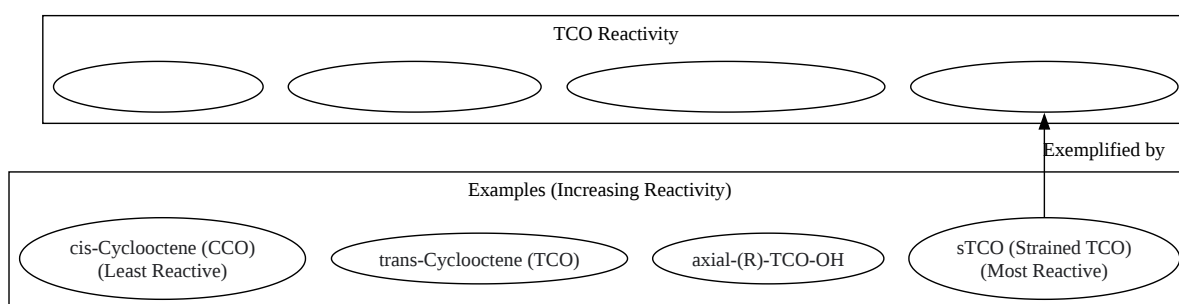 TCO Reactivity
Exemplified by
Examples (Increasing Reactivity)
cis-Cyclooctene (CCO)
(Least Reactive)
trans-Cyclooctene (TCO)
axial-(R)-TCO-OH
sTCO (Strained TCO)
(Most Reactive)